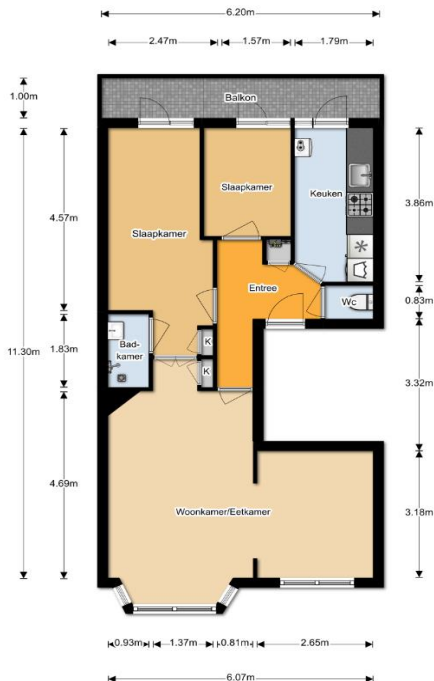 6.20m
2.47m
1.57m
1.79m
1.00m
Balkon
4.57m
Slaapkamer
Keuken
3.86m
Slaapkamer
Entree
0.83m
Wc
11.30m
1.83m
Bad-
kamer
K
K
3.32m
4.69m
Woonkamer/Eetkamer
3.18m
0.93m
1.37m
0.81m
2.65m
6.07m